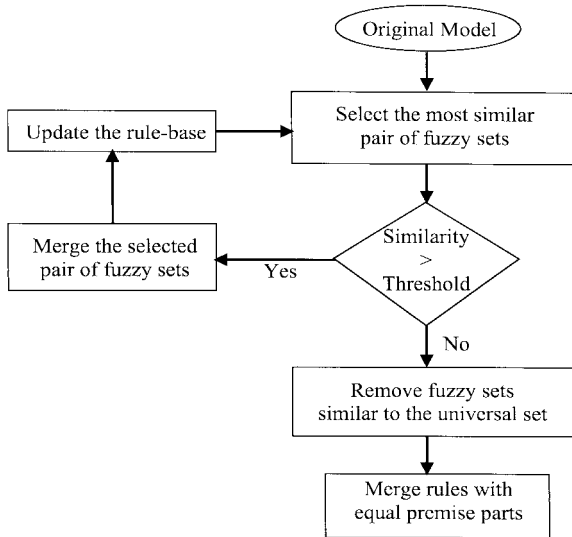 Original Model
Select the most similar
pair of fuzzy sets
Update the rule-base
Merge the selected
pair of fuzzy sets
Similarity
>
Threshold
Yes
No
Remove fuzzy sets
similar to the universal set
Merge rules with
equal premise parts